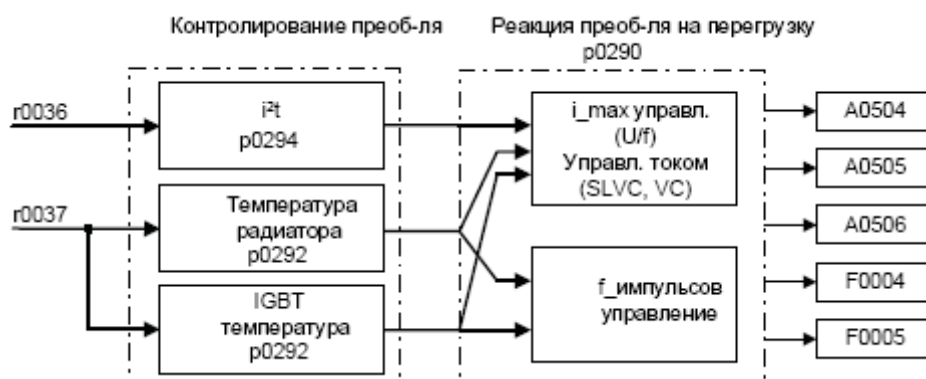 Контролирование преоб-ля
Реакция преоб-ля на перегрузку
p0290
r0036
i²t
p0294
i_max управл.
(U/f)
Управл. током
(SLVC, VC)
A0504
A0505
r0037
Температура
радиатора
p0292
A0506
f_импульсов
управление
F0004
IGBT
температура
p0292
F0005